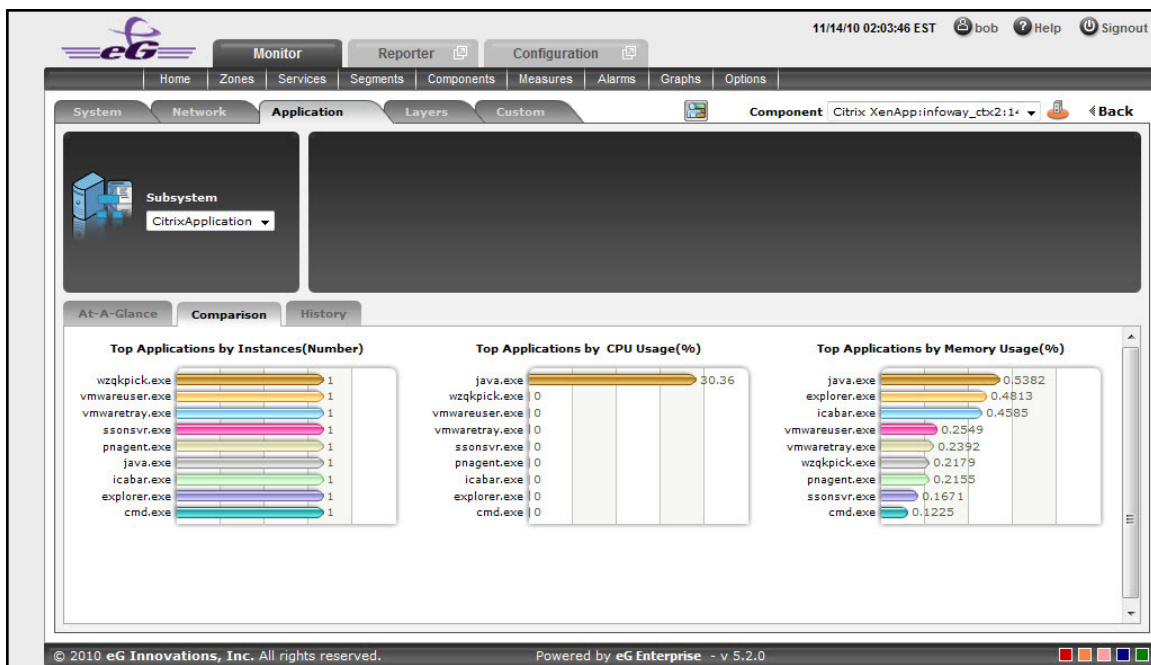 11/14/10 02:03:46 EST bob Help Signout
eG
Monitor Reporter Configuration
Home Zones Services Segments Components Measures Alarms Graphs Options
System Network Application Layers Custom Component Citrix XenApp:infoway_ctx2:1 Back
Subsystem
CitrixApplication
At-A-Glance Comparison History
Top Applications by Instances(Number)
wzqkpick.exe 1
vmwareuser.exe 1
vmwaretray.exe 1
ssonsvr.exe 1
pnagent.exe 1
java.exe 1
icabar.exe 1
explorer.exe 1
cmd.exe 1
Top Applications by CPU Usage(%)
java.exe 30.36
wzqkpick.exe 0
vmwareuser.exe 0
vmwaretray.exe 0
ssonsvr.exe 0
pnagent.exe 0
icabar.exe 0
explorer.exe 0
cmd.exe 0
Top Applications by Memory Usage(%)
java.exe 0.5382
explorer.exe 0.4813
icabar.exe 0.4585
vmwareuser.exe 0.2549
vmwaretray.exe 0.2392
wzqkpick.exe 0.2179
pnagent.exe 0.2155
ssonsvr.exe 0.1671
cmd.exe 0.1225
© 2010 eG Innovations, Inc. All rights reserved. Powered by eG Enterprise - v 5.2.0